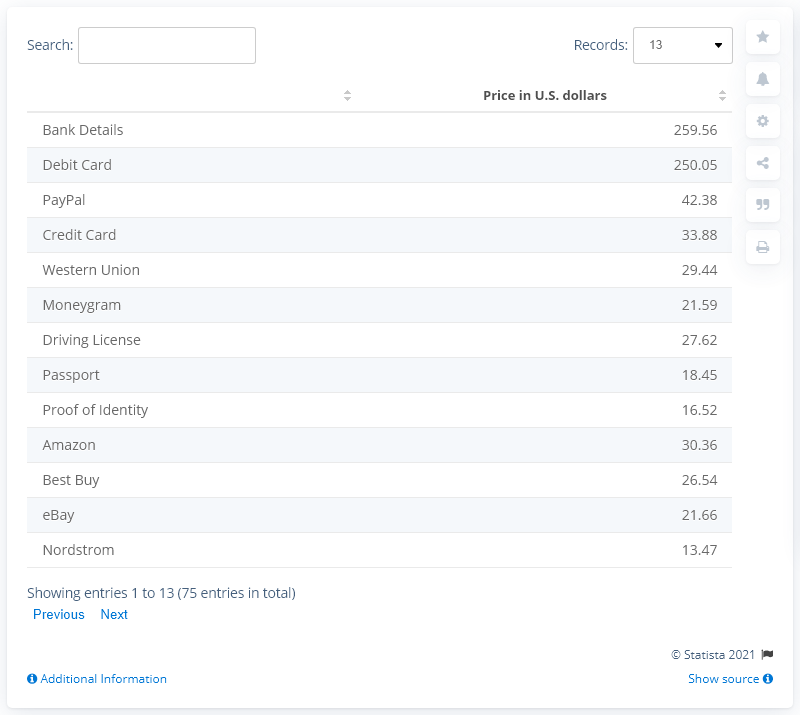 Search:
Records: 13
Price in U.S. dollars
Bank Details 259.56
Debit Card 250.05
PayPal 42.38
Credit Card 33.88
Western Union 29.44
Moneygram 21.59
Driving License 27.62
Passport 18.45
Proof of Identity 16.52
Amazon 30.36
Best Buy 26.54
eBay 21.66
Nordstrom 13.47
Showing entries 1 to 13 (75 entries in total)
Previous Next
© Statista 2021
Additional Information Show source